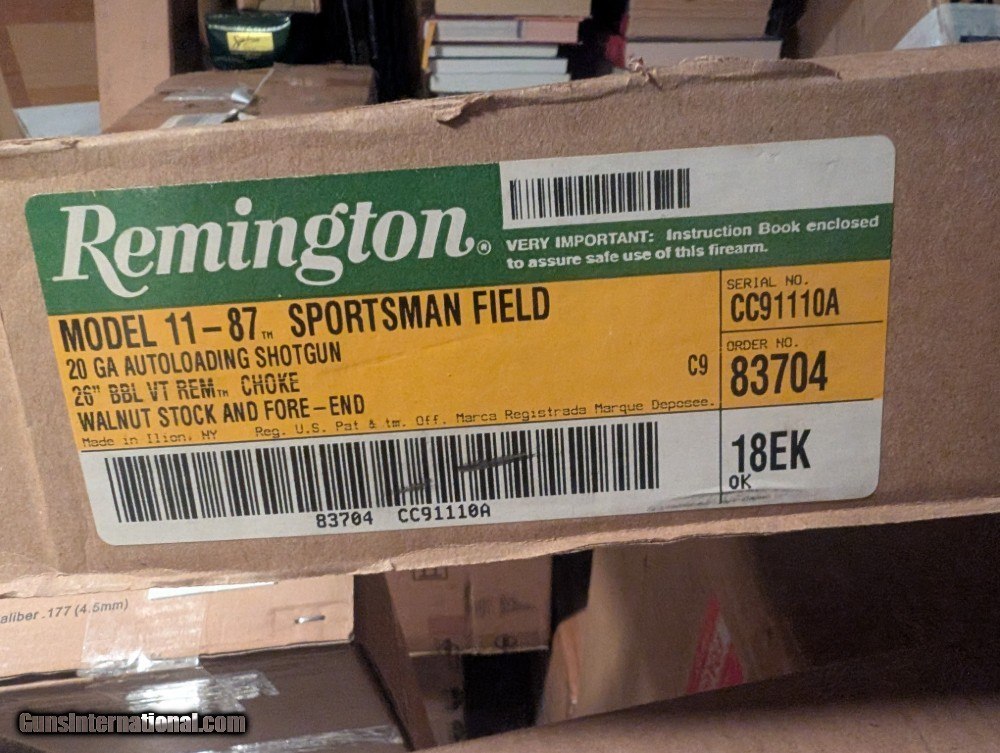 Remington®
VERY IMPORTANT: Instruction Book enclosed
to assure safe use of this firearm.
MODEL 11-87™ SPORTSMAN FIELD
20 GA AUTOLOADING SHOTGUN
26" BBL VT REM™ CHOKE
WALNUT STOCK AND FORE-END
C9
Made in Ilion, NY Reg. U.S. Pat & tm. Off. Marca Registrada Marque Deposee.
SERIAL NO.
CC91110A
ORDER NO.
83704
18EK
OK
83704 CC91110A
aliber .177 (4.5mm)
GunsInternational.com